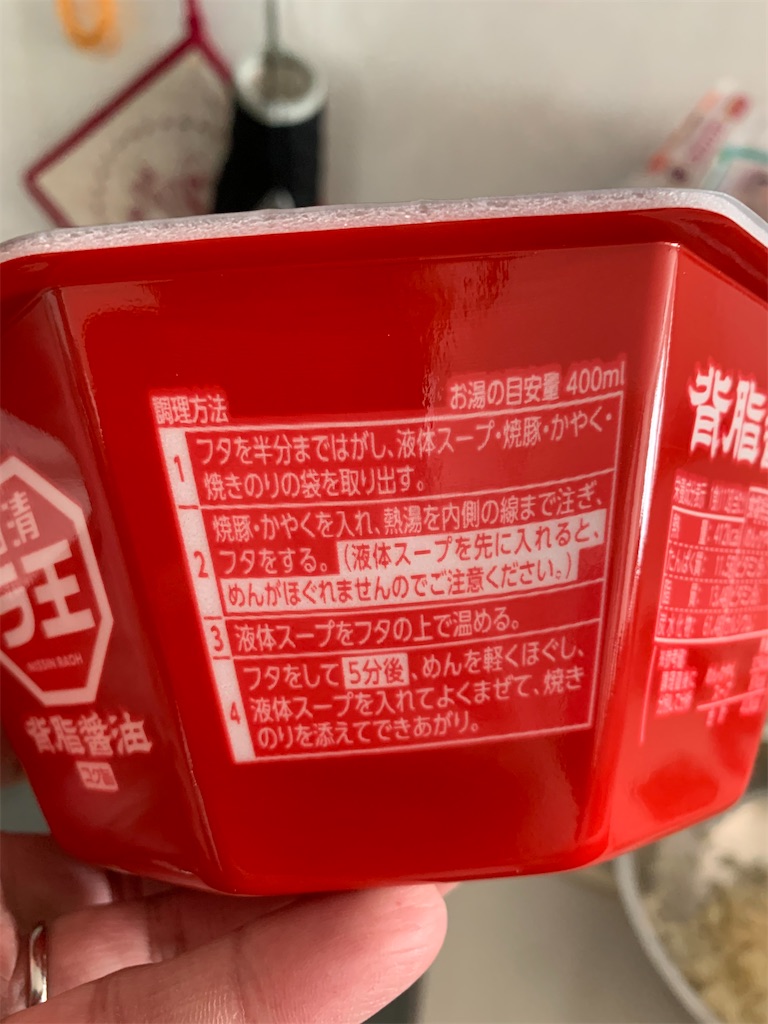 調理方法
お湯の目安量 400ml
1 フタを半分まではがし、液体スープ・焼豚・かやく・
焼きのりの袋を取り出す。
2 焼豚・かやくを入れ、熱湯を内側の線まで注ぎ、
フタをする。(液体スープを先に入れると、
めんがほぐれませんのでご注意ください。)
3 液体スープをフタの上で温める。
4 フタをして5分後、めんを軽くほぐし、
液体スープを入れてよくまぜて、焼き
のりを添えてできあがり。
清
ラ王
NISSIN RAOH
背脂醤油
コク旨
背脂